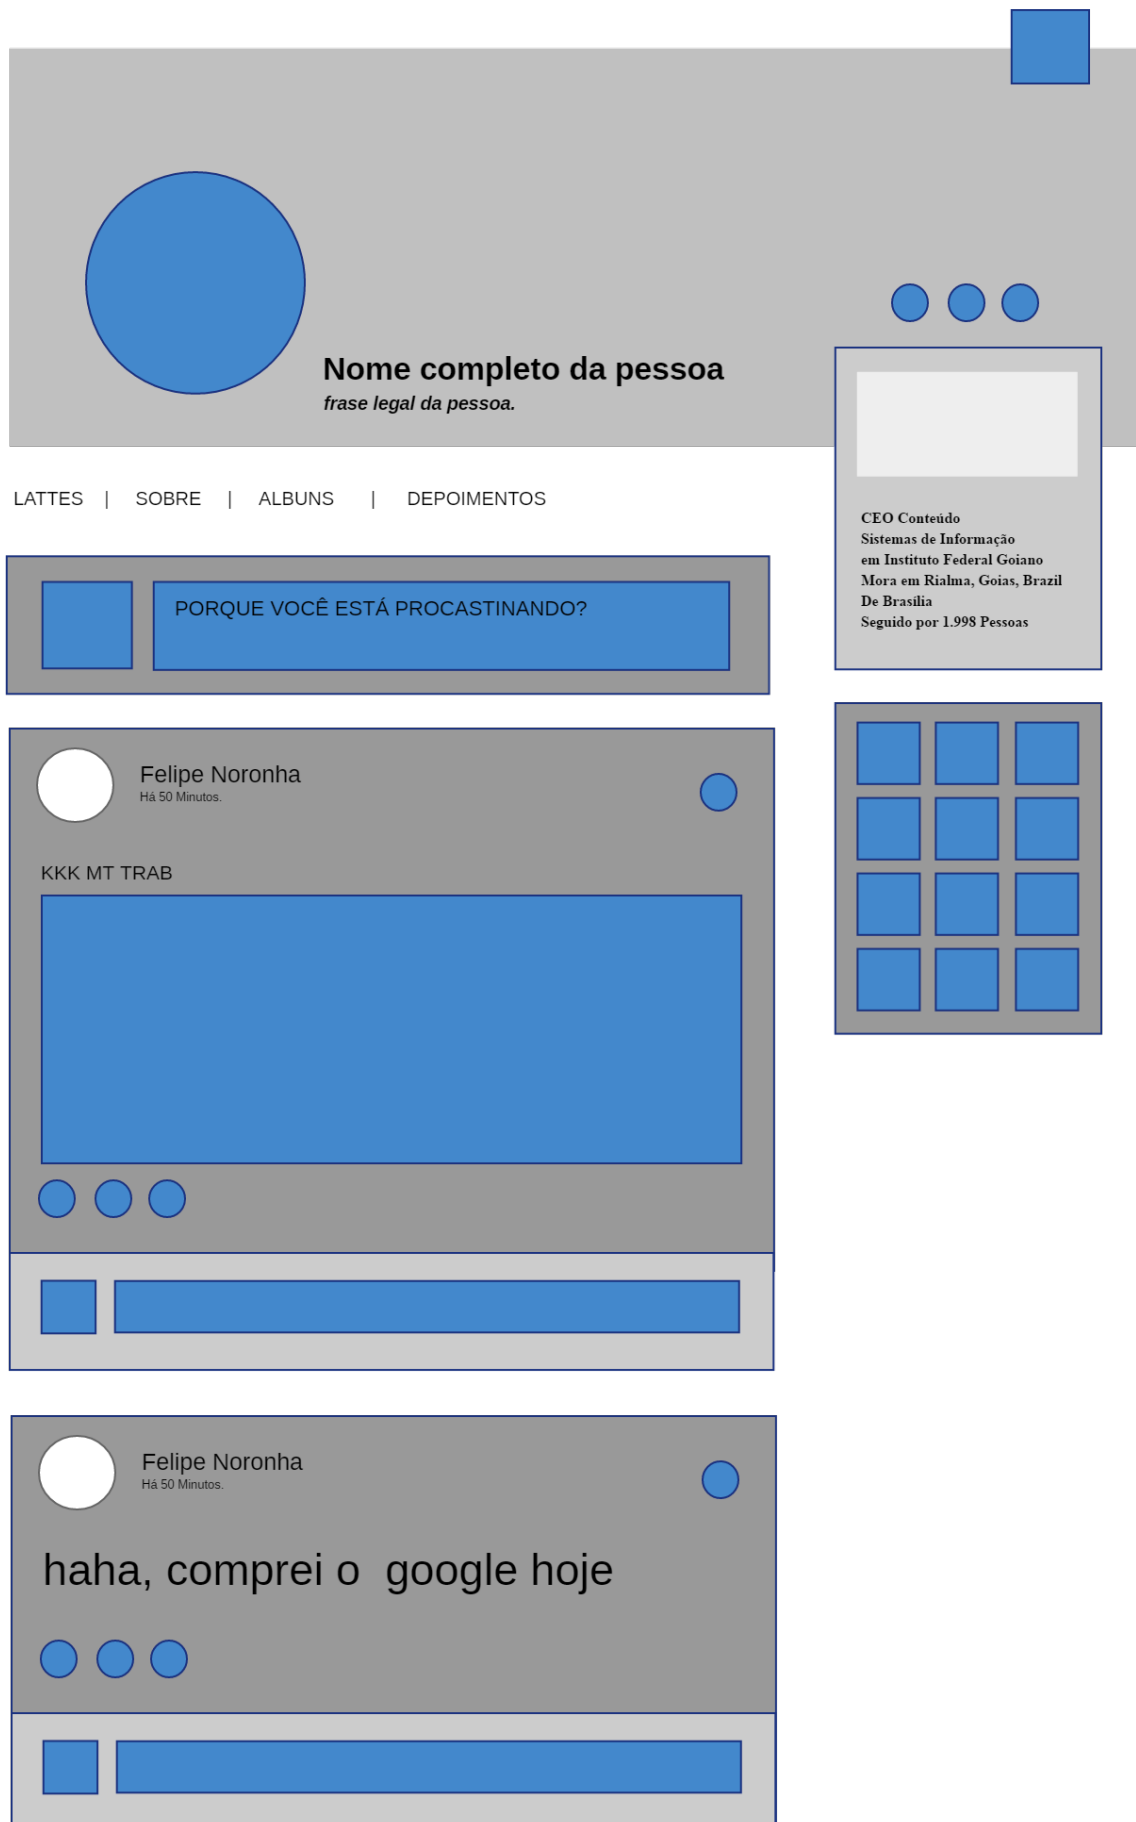 Nome completo da pessoa
frase legal da pessoa.
LATTES | SOBRE | ALBUNS | DEPOIMENTOS
CEO Conteúdo
Sistemas de Informação
em Instituto Federal Goiano
Mora em Rialma, Goias, Brazil
De Brasília
Seguido por 1.998 Pessoas
PORQUE VOCÊ ESTÁ PROCASTINANDO?
Felipe Noronha
Há 50 Minutos.
KKK MT TRAB
Felipe Noronha
Há 50 Minutos.
haha, comprei o google hoje